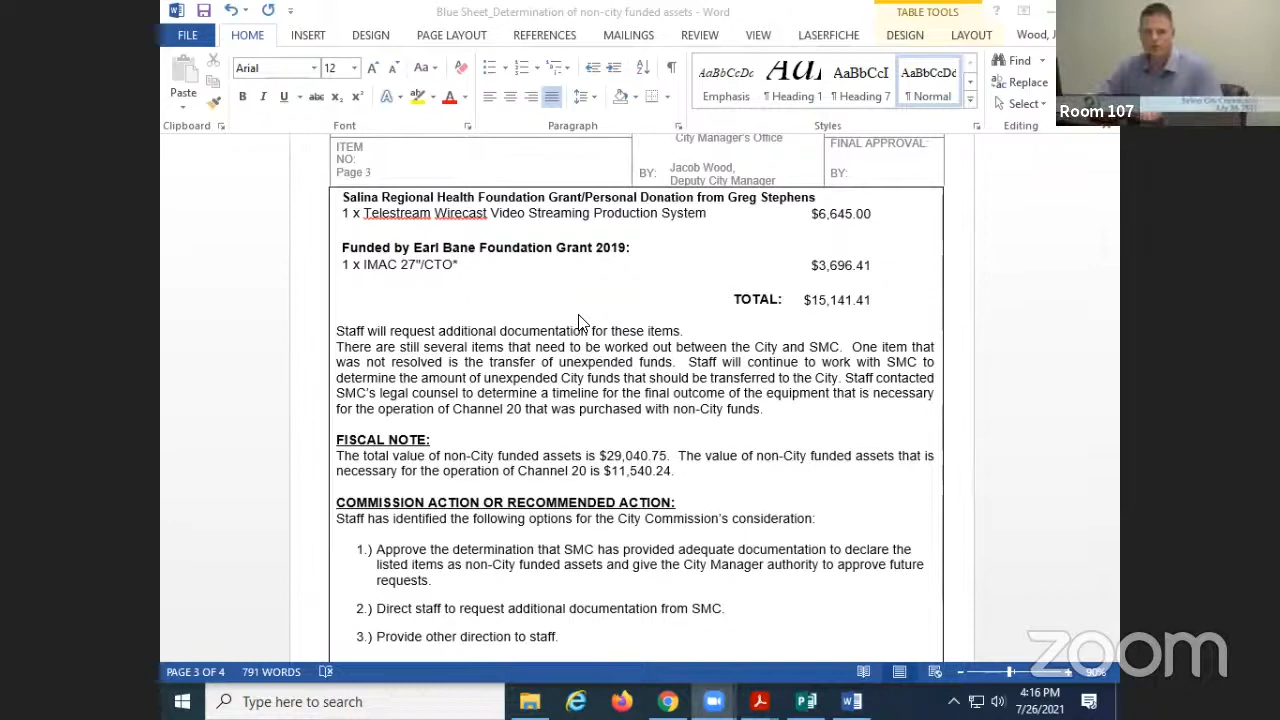 Blue Sheet_Determination of non-city funded assets - Word
TABLE TOOLS
FILE HOME INSERT DESIGN PAGE LAYOUT REFERENCES MAILINGS REVIEW VIEW LASERFICHE DESIGN LAYOUT Wood, J
Arial 12
AaBbCcDc AaBbCcI AaBbCcDd
Find
Replace
Select
Paste
Emphasis ¶ Heading 1 ¶ Heading 7 ¶ Normal
Clipboard Font Paragraph Styles Editing
Room 107
ITEM
NO:
Page 3
City Manager's Office
BY: Jacob Wood,
Deputy City Manager
FINAL APPROVAL:
BY:
Salina Regional Health Foundation Grant/Personal Donation from Greg Stephens
1 x Telestream Wirecast Video Streaming Production System $6,645.00
Funded by Earl Bane Foundation Grant 2019:
1 x IMAC 27"/CTO* $3,696.41
TOTAL: $15,141.41
Staff will request additional documentation for these items.
There are still several items that need to be worked out between the City and SMC. One item that
was not resolved is the transfer of unexpended funds. Staff will continue to work with SMC to
determine the amount of unexpended City funds that should be transferred to the City. Staff contacted
SMC's legal counsel to determine a timeline for the final outcome of the equipment that is necessary
for the operation of Channel 20 that was purchased with non-City funds.
FISCAL NOTE:
The total value of non-City funded assets is $29,040.75. The value of non-City funded assets that is
necessary for the operation of Channel 20 is $11,540.24.
COMMISSION ACTION OR RECOMMENDED ACTION:
Staff has identified the following options for the City Commission's consideration:
1.) Approve the determination that SMC has provided adequate documentation to declare the
listed items as non-City funded assets and give the City Manager authority to approve future
requests.
2.) Direct staff to request additional documentation from SMC.
3.) Provide other direction to staff.
zoom
PAGE 3 OF 4 791 WORDS 90%
Type here to search
4:16 PM
7/26/2021